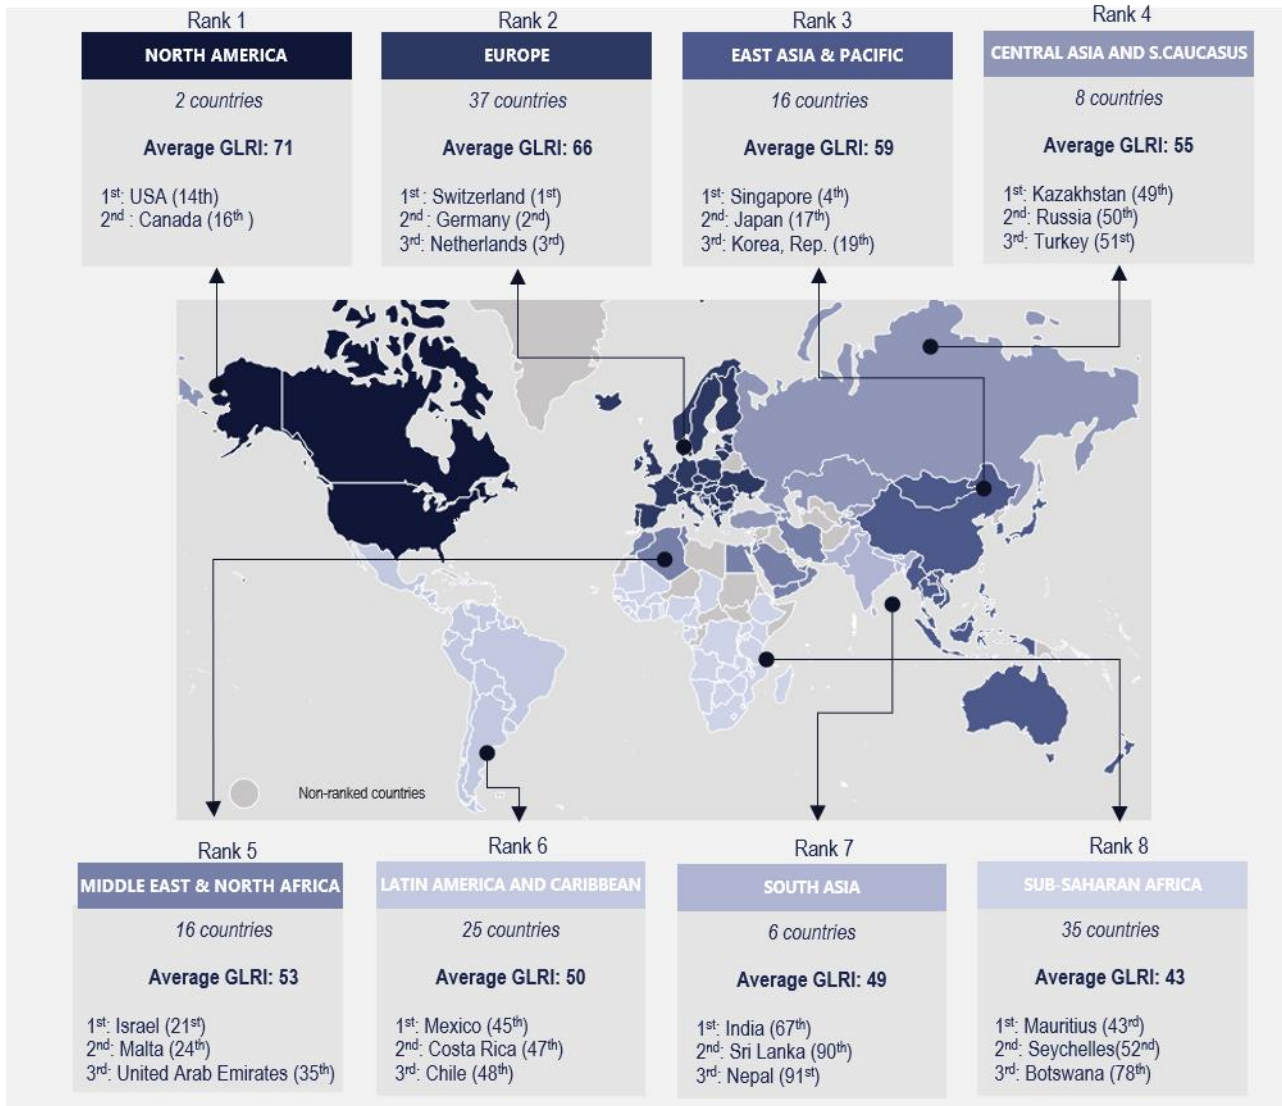 Rank 1
NORTH AMERICA
2 countries
Average GLRI: 71
1st: USA (14th)
2nd : Canada (16th )
Rank 2
EUROPE
37 countries
Average GLRI: 66
1st: Switzerland (1st)
2nd : Germany (2nd)
3rd: Netherlands (3rd)
Rank 3
EAST ASIA & PACIFIC
16 countries
Average GLRI: 59
1st: Singapore (4th)
2nd: Japan (17th)
3rd: Korea, Rep. (19th)
Rank 4
CENTRAL ASIA AND S.CAUCASUS
8 countries
Average GLRI: 55
1st: Kazakhstan (49th)
2nd: Russia (50th)
3rd: Turkey (51st)
Non-ranked countries
Rank 5
MIDDLE EAST & NORTH AFRICA
16 countries
Average GLRI: 53
1st: Israel (21st)
2nd: Malta (24th)
3rd: United Arab Emirates (35th)
Rank 6
LATIN AMERICA AND CARIBBEAN
25 countries
Average GLRI: 50
1st: Mexico (45th)
2nd: Costa Rica (47th)
3rd: Chile (48th)
Rank 7
SOUTH ASIA
6 countries
Average GLRI: 49
1st: India (67th)
2nd: Sri Lanka (90th)
3rd: Nepal (91st)
Rank 8
SUB-SAHARAN AFRICA
35 countries
Average GLRI: 43
1st: Mauritius (43rd)
2nd: Seychelles(52nd)
3rd: Botswana (78th)